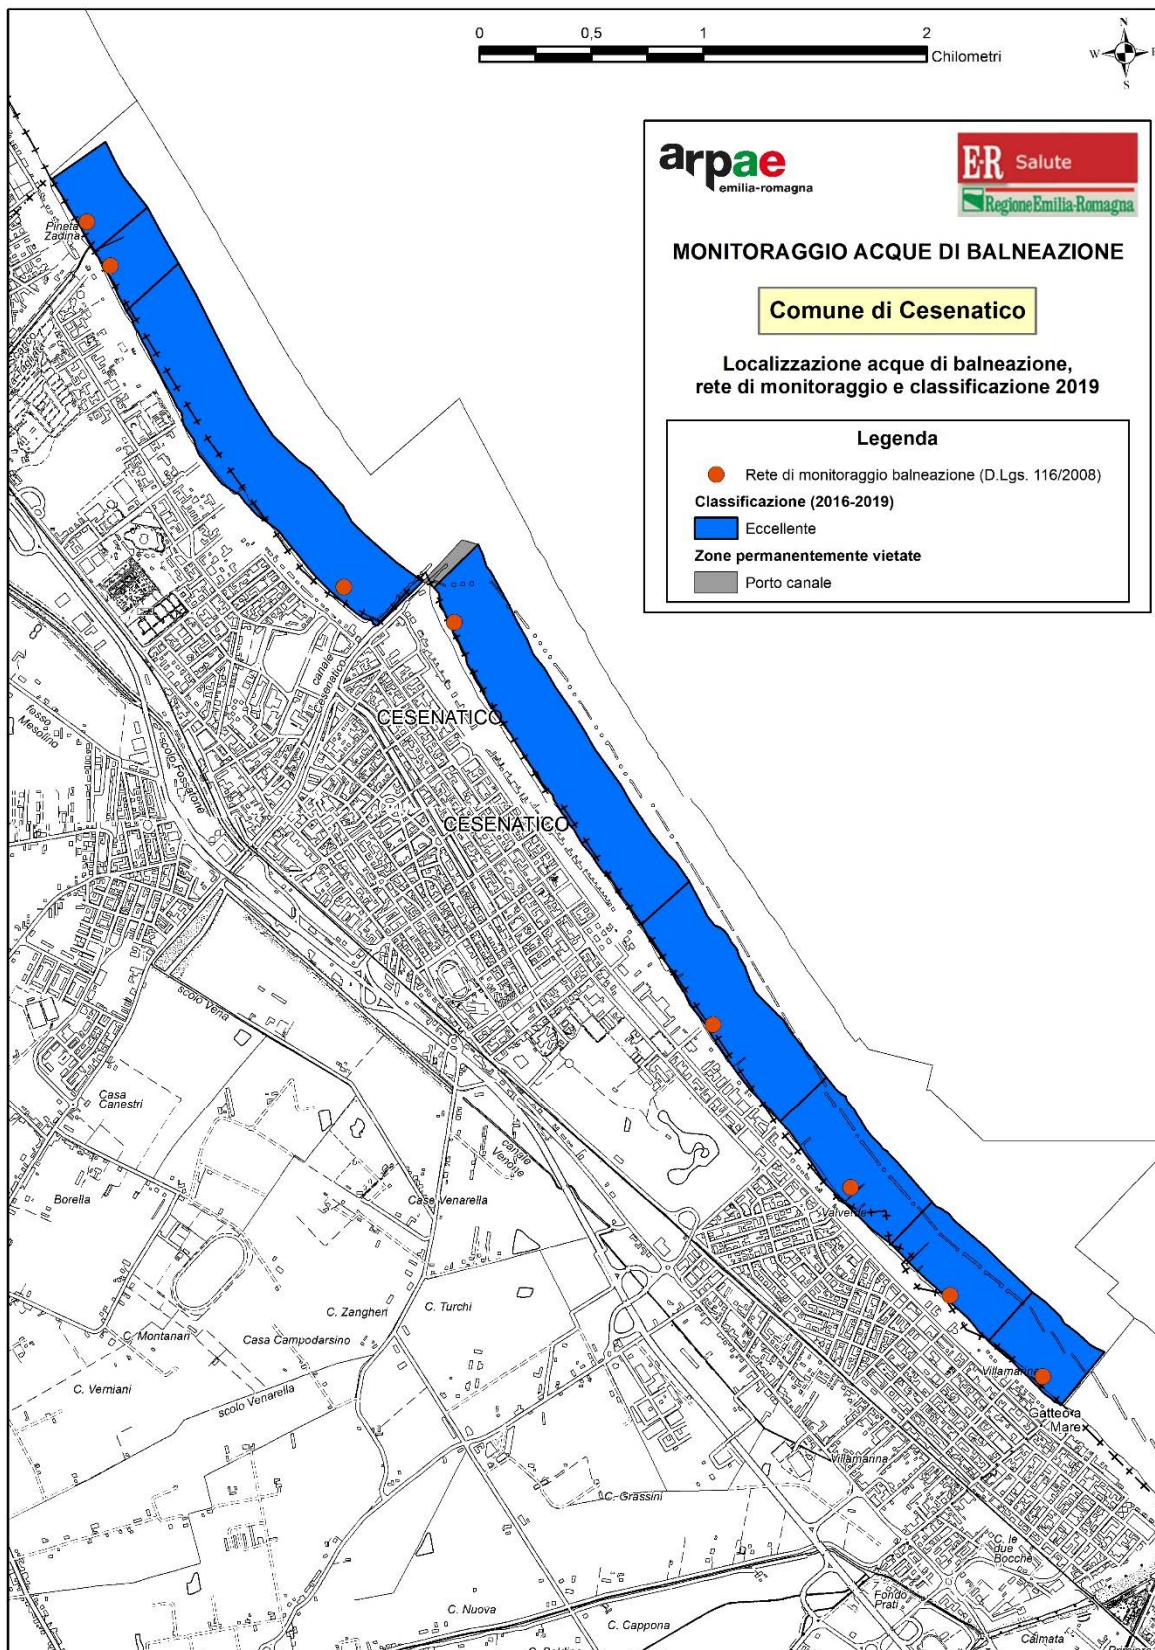 0 0,5 1 2
Chilometri
N
W E
S
arpae
emilia-romagna
E-R Salute
RegioneEmilia-Romagna
MONITORAGGIO ACQUE DI BALNEAZIONE
Comune di Cesenatico
Localizzazione acque di balneazione,
rete di monitoraggio e classificazione 2019
Legenda
Rete di monitoraggio balneazione (D.Lgs. 116/2008)
Classificazione (2016-2019)
Eccellente
Zone permanentemente vietate
Porto canale
Pineta
Zadina
canale
Cesenatico
fosso
Mesolino
scolo Fossatone
CESENATICO
CESENATICO
scolo Vena
Casa
Canestri
canale
Venone
Borella
Case Venarella
Valverde
C. Zangheri
C. Turchi
C. Montanari
Casa Campodarsino
C. Verniani
scolo Venarella
Villamarina
Gatteo a
Mare
Villamarina
C. Grassini
C. le
due
Bocche
Fondo
Prati
C. Nuova
C. Cappona
Calmata